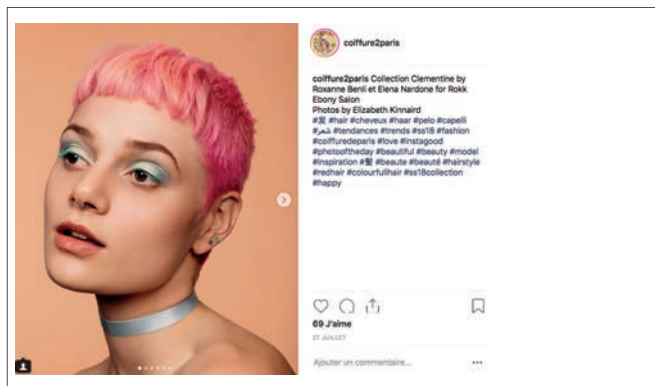 coiffure2paris
coiffure2paris Collection Clementine by
Roxanne Benli et Elena Nardone for Rokk
Ebony Salon
Photos by Elizabeth Kinnaird
#髪 #hair #cheveux #haar #pelo #capelli
#شعر #tendances #trends #ss18 #fashion
#coiffuredeparis #love #instagood
#photooftheday #beautiful #beauty #model
#inspiration #髮 #beaute #beauté #hairstyle
#redhair #colourfullhair #ss18collection
#happy
69 J'aime
27 JUILLET
Ajouter un commentaire...